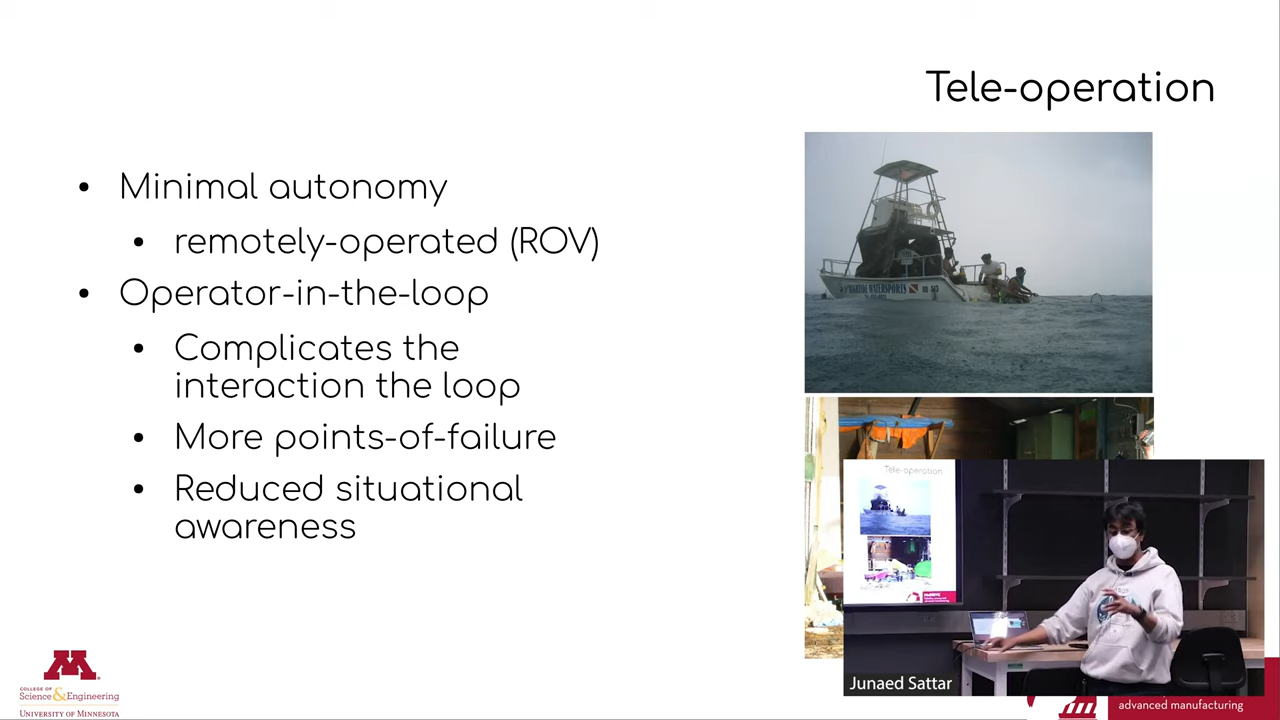 Tele-operation
Minimal autonomy
remotely-operated (ROV)
Operator-in-the-loop
Complicates the
interaction the loop
More points-of-failure
Reduced situational
awareness
WATERSPORTS
Tele-operation
Junaed Sattar
M
COLLEGE OF
Science & Engineering
UNIVERSITY OF MINNESOTA
advanced manufacturing